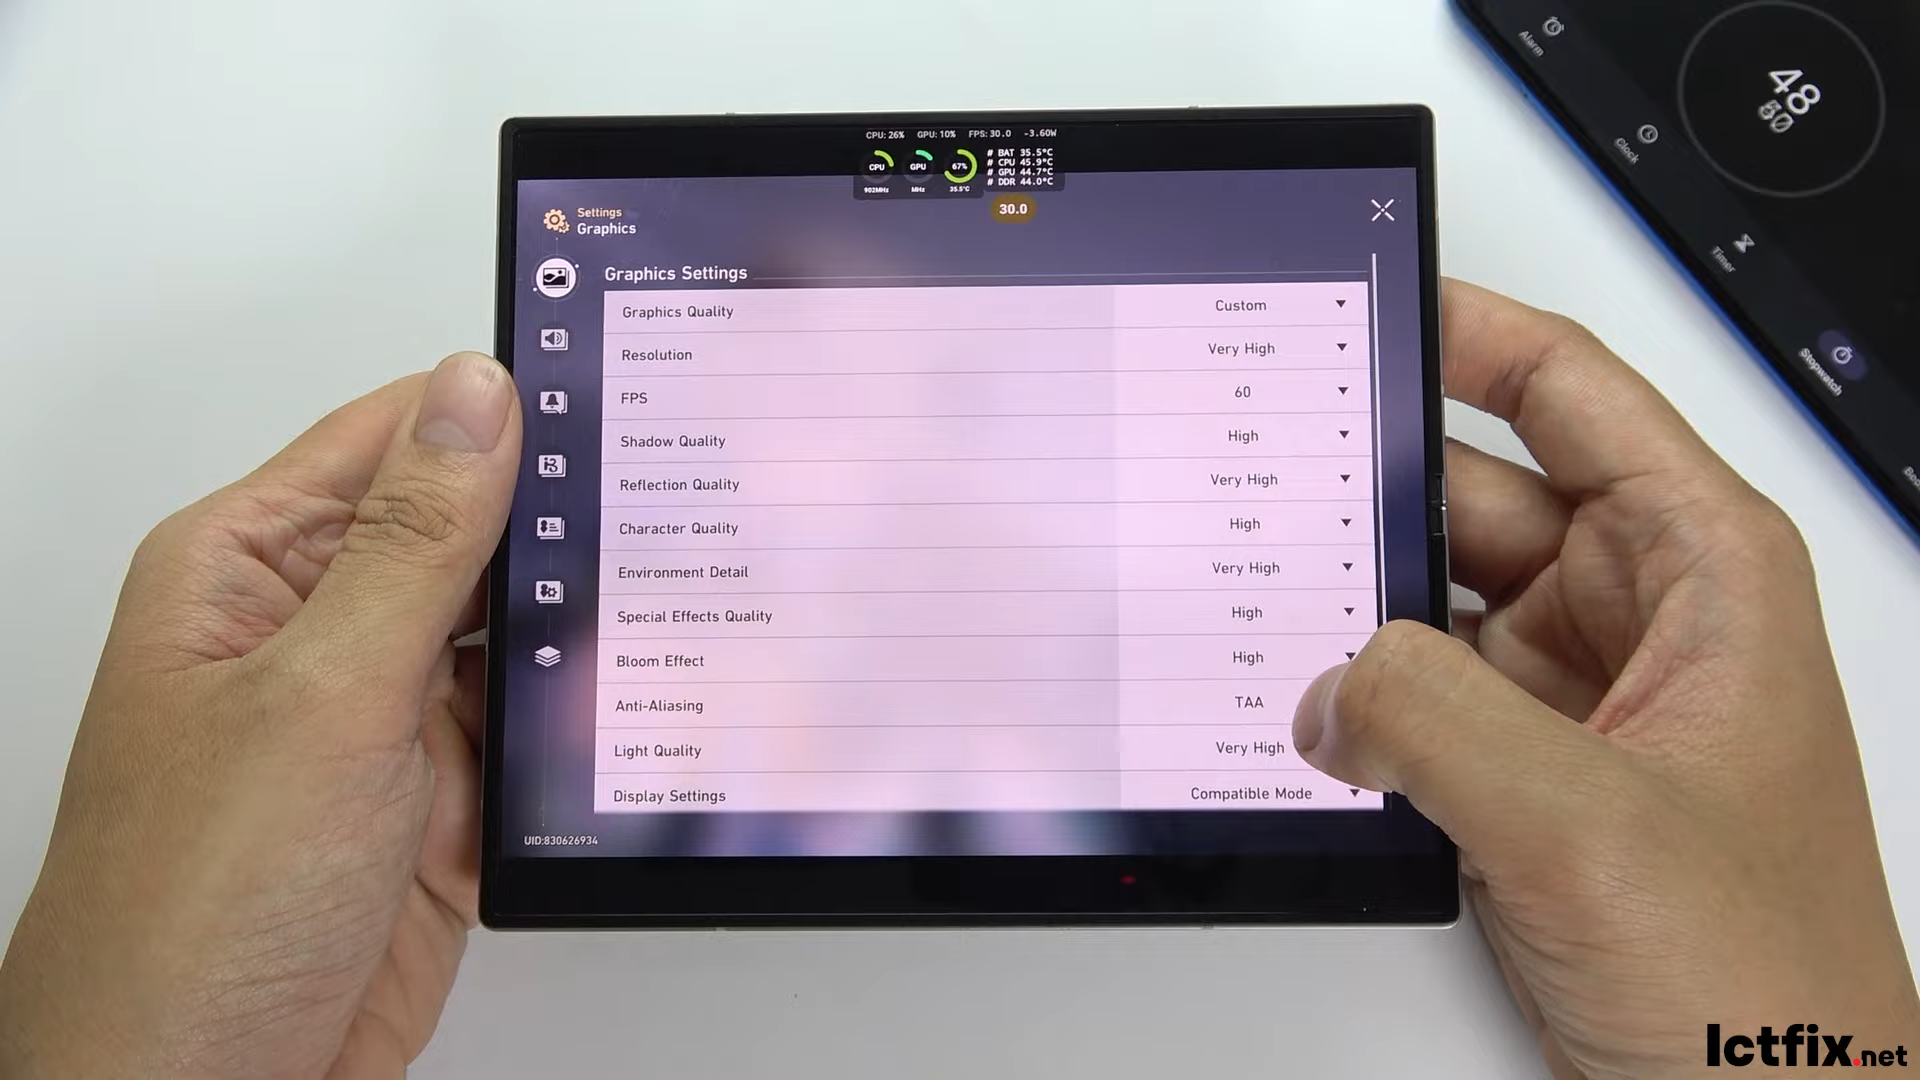 CPU: 26% GPU: 10% FPS: 30.0 -3.60W
CPU GPU 67%
902MHz MHz 35.5°C
# BAT 35.5°C
# CPU 45.9°C
# GPU 44.7°C
# DDR 44.0°C
30.0
Settings
Graphics
Graphics Settings
Graphics Quality Custom
Resolution Very High
FPS 60
Shadow Quality High
Reflection Quality Very High
Character Quality High
Environment Detail Very High
Special Effects Quality High
Bloom Effect High
Anti-Aliasing TAA
Light Quality Very High
Display Settings Compatible Mode
UID:830626934
Alarm
Clock
Timer
Stopwatch
48
Ictfix.net